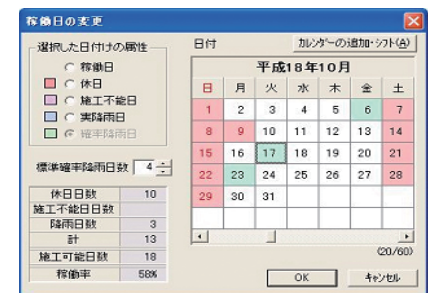 稼働日の変更
選択した日付けの属性
稼働日
休日
施工不能日
実降雨日
確率降雨日
標準確率降雨日数 4
休日日数 10
施工不能日日数
降雨日数 3
計 13
施工可能日数 18
稼働率 58%
日付
カレンダーの追加・シフト(A)
平成18年10月
日 月 火 水 木 金 土
1 2 3 4 5 6 7
8 9 10 11 12 13 14
15 16 17 18 19 20 21
22 23 24 25 26 27 28
29 30 31
(20/60)
OK キャンセル